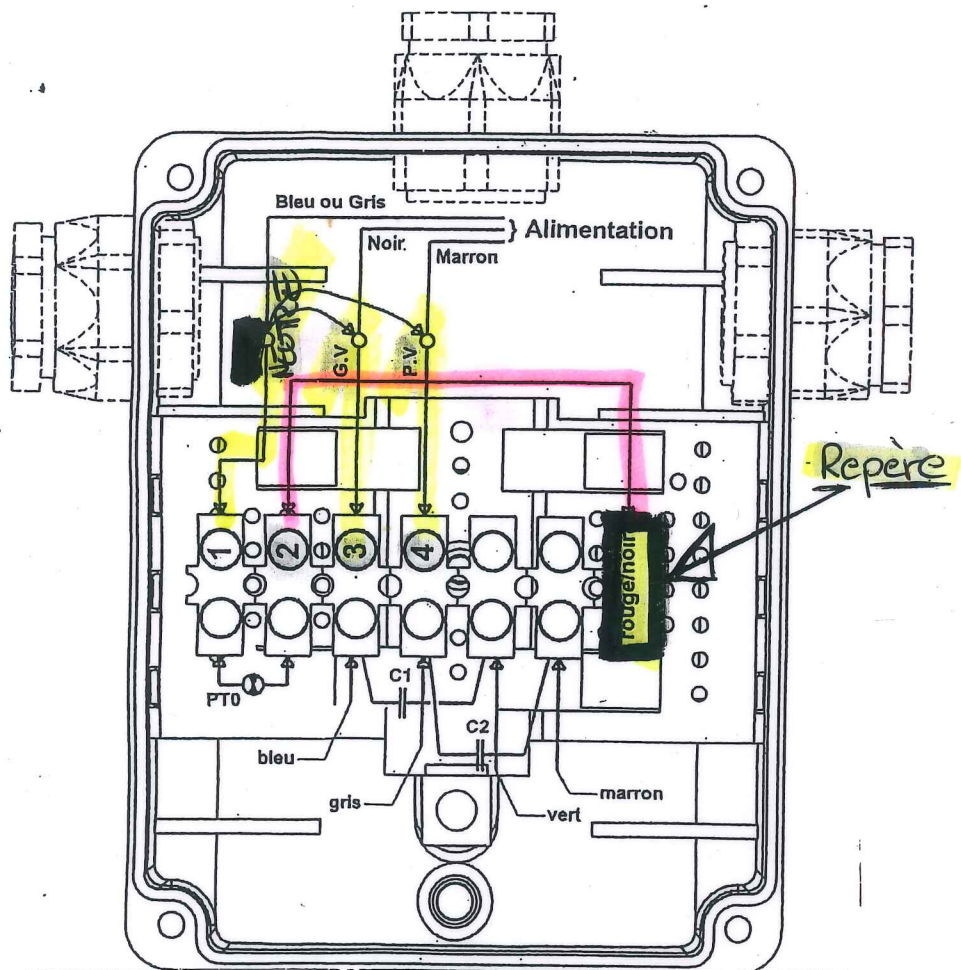 Bleu ou Gris
Noir.
Marron
} Alimentation
NEUTRE
G.V
P.V
Repère
1
2
3
4
rouge/noir
PT0
C1
C2
bleu
gris
vert
marron